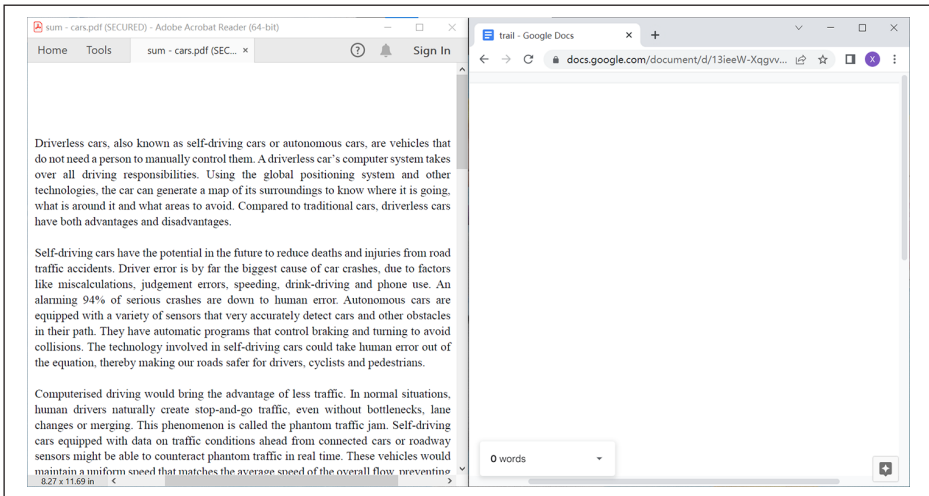 sum - cars.pdf (SECURED) - Adobe Acrobat Reader (64-bit)
Home Tools sum - cars.pdf (SEC... × Sign In
Driverless cars, also known as self-driving cars or autonomous cars, are vehicles that
do not need a person to manually control them. A driverless car's computer system takes
over all driving responsibilities. Using the global positioning system and other
technologies, the car can generate a map of its surroundings to know where it is going,
what is around it and what areas to avoid. Compared to traditional cars, driverless cars
have both advantages and disadvantages.
Self-driving cars have the potential in the future to reduce deaths and injuries from road
traffic accidents. Driver error is by far the biggest cause of car crashes, due to factors
like miscalculations, judgement errors, speeding, drink-driving and phone use. An
alarming 94% of serious crashes are down to human error. Autonomous cars are
equipped with a variety of sensors that very accurately detect cars and other obstacles
in their path. They have automatic programs that control braking and turning to avoid
collisions. The technology involved in self-driving cars could take human error out of
the equation, thereby making our roads safer for drivers, cyclists and pedestrians.
Computerised driving would bring the advantage of less traffic. In normal situations,
human drivers naturally create stop-and-go traffic, even without bottlenecks, lane
changes or merging. This phenomenon is called the phantom traffic jam. Self-driving
cars equipped with data on traffic conditions ahead from connected cars or roadway
sensors might be able to counteract phantom traffic in real time. These vehicles would
maintain a uniform speed that matches the average speed of the overall flow, preventing
8.27 x 11.69 in
trail - Google Docs
docs.google.com/document/d/13ieeW-Xqgvv...
X
0 words